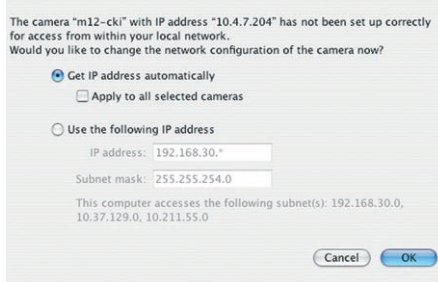 The camera “m12-cki” with IP address “10.4.7.204” has not been set up correctly
for access from within your local network.
Would you like to change the network configuration of the camera now?
Get IP address automatically
Apply to all selected cameras
Use the following IP address
IP address: 192.168.30.*
Subnet mask: 255.255.254.0
This computer accesses the following subnet(s): 192.168.30.0,
10.37.129.0, 10.211.55.0
Cancel OK